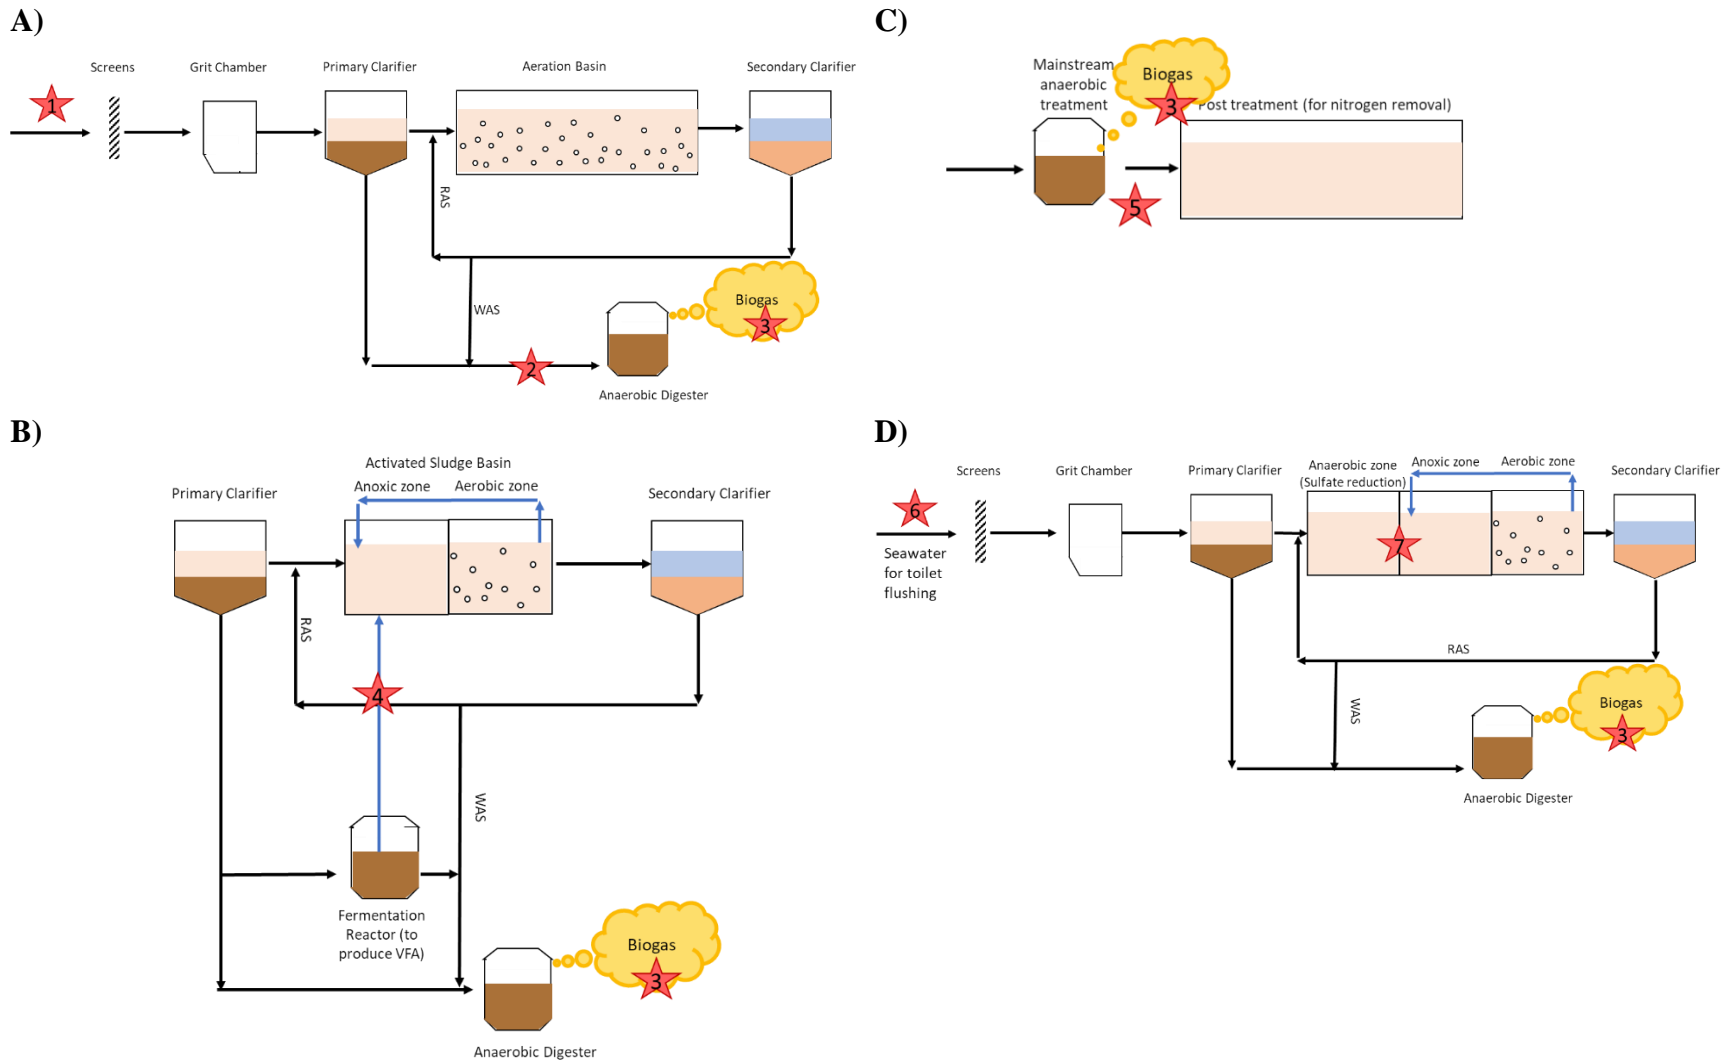 A)
Screens
Grit Chamber
Primary Clarifier
Aeration Basin
Secondary Clarifier
1
RAS
WAS
Biogas
3
2
Anaerobic Digester
B)
Activated Sludge Basin
Primary Clarifier
Anoxic zone
Aerobic zone
Secondary Clarifier
RAS
4
WAS
Fermentation
Reactor (to
produce VFA)
Biogas
3
Anaerobic Digester
C)
Mainstream
anaerobic
treatment
Biogas
3
Post treatment (for nitrogen removal)
5
D)
Screens
Grit Chamber
Primary Clarifier
Anaerobic zone
(Sulfate reduction)
Anoxic zone
Aerobic zone
Secondary Clarifier
6
Seawater
for toilet
flushing
7
RAS
WAS
Biogas
3
Anaerobic Digester